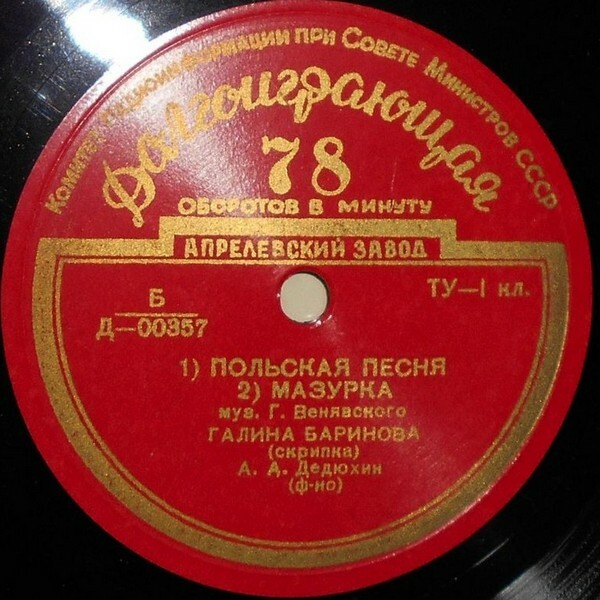 Комитет радиоинформации при Совете Министров СССР
Долгоиграющая
78
ОБОРОТОВ В МИНУТУ
АПРЕЛЕВСКИЙ ЗАВОД
Б
Д—00357
ТУ—I кл.
1) ПОЛЬСКАЯ ПЕСНЯ
2) МАЗУРКА
муз. Г. Венявского
ГАЛИНА БАРИНОВА
(скрипка)
А. Д. Дедюхин
(ф-но)